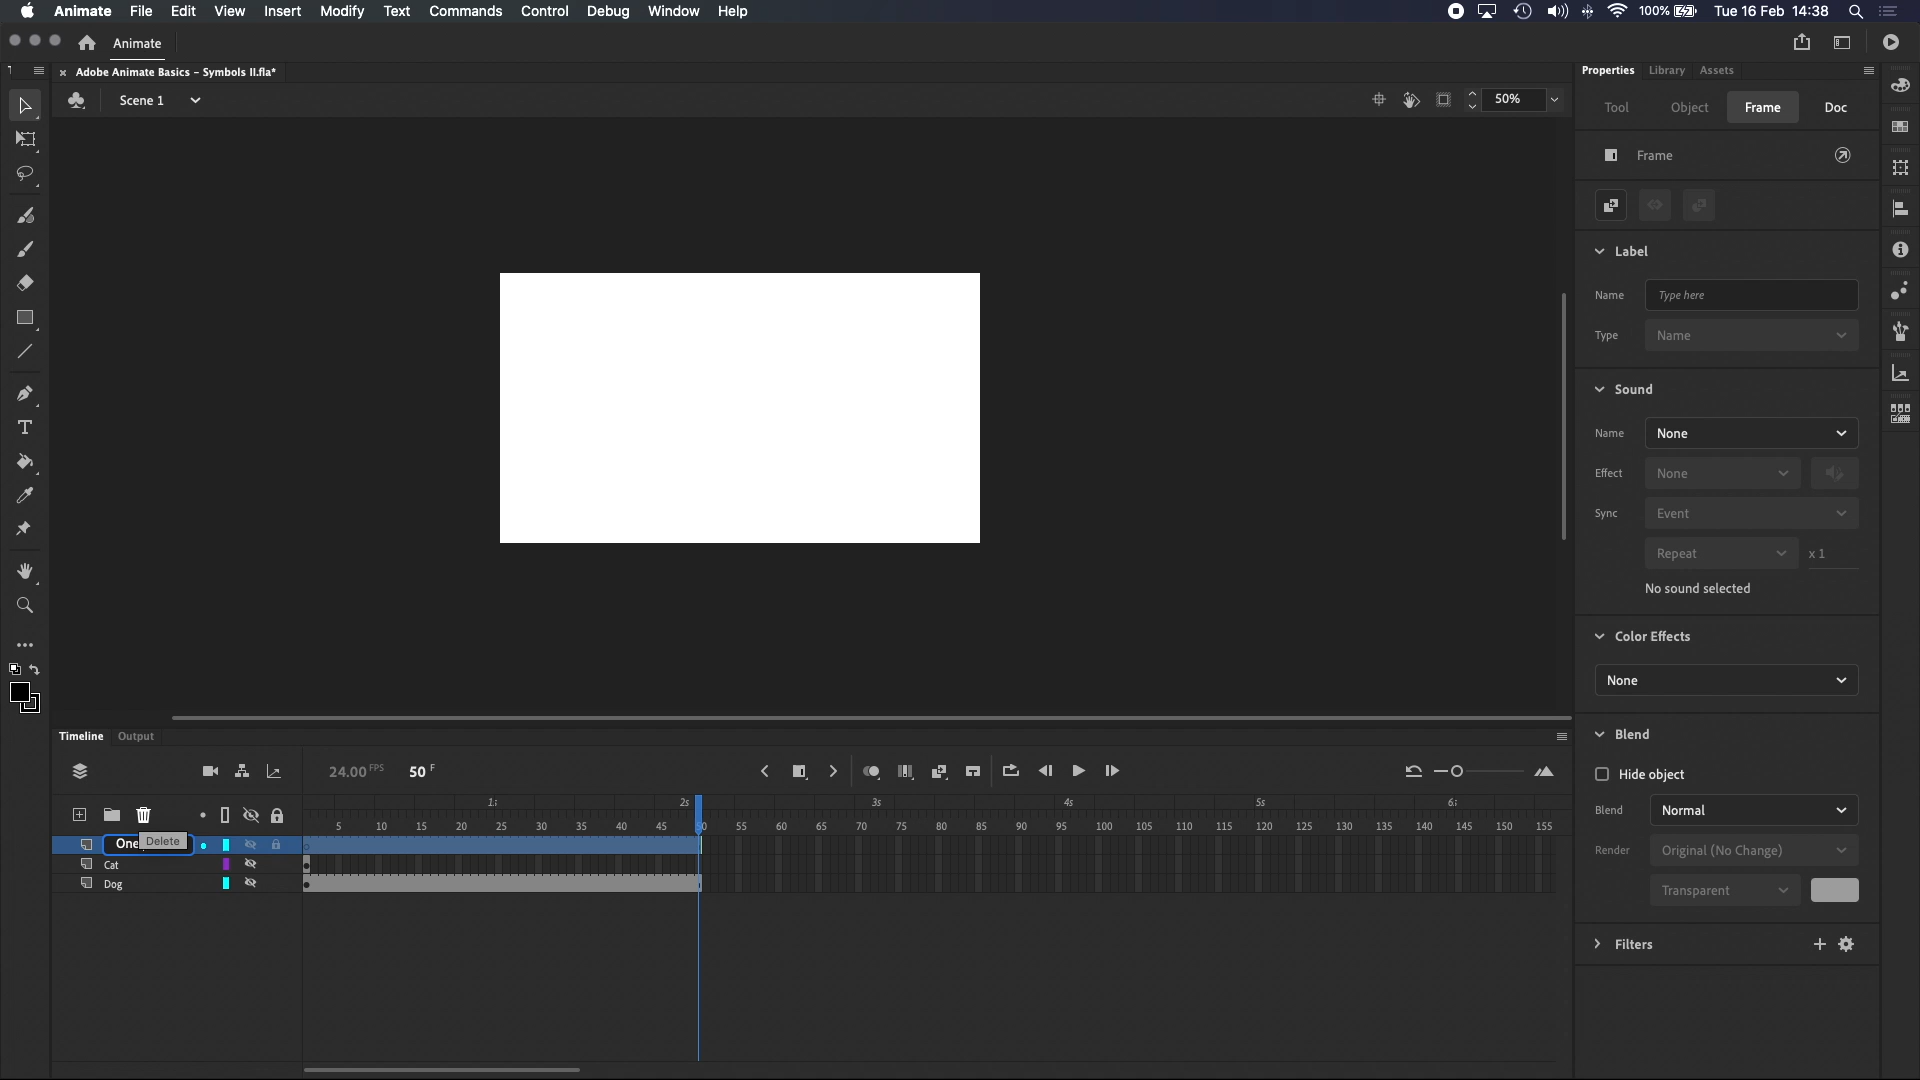 Animate File Edit View Insert Modify Text Commands Control Debug Window Help
100% Tue 16 Feb 14:38
Animate
Adobe Animate Basics - Symbols II.fla*
Scene 1
50%
Properties Library Assets
Tool Object Frame Doc
Frame
Label
Name Type here
Type Name
Sound
Name None
Effect None
Sync Event
Repeat x 1
No sound selected
Color Effects
None
Blend
Hide object
Blend Normal
Render Original (No Change)
Transparent
Filters
Timeline Output
24.00 FPS 50 F
2s 3s 4s 5s
5 10 15 20 25 30 35 40 45 55 60 65 70 75 80 85 90 95 100 105 110 115 120 125 130 135 140 145 150 155
One
Delete
Cat
Dog